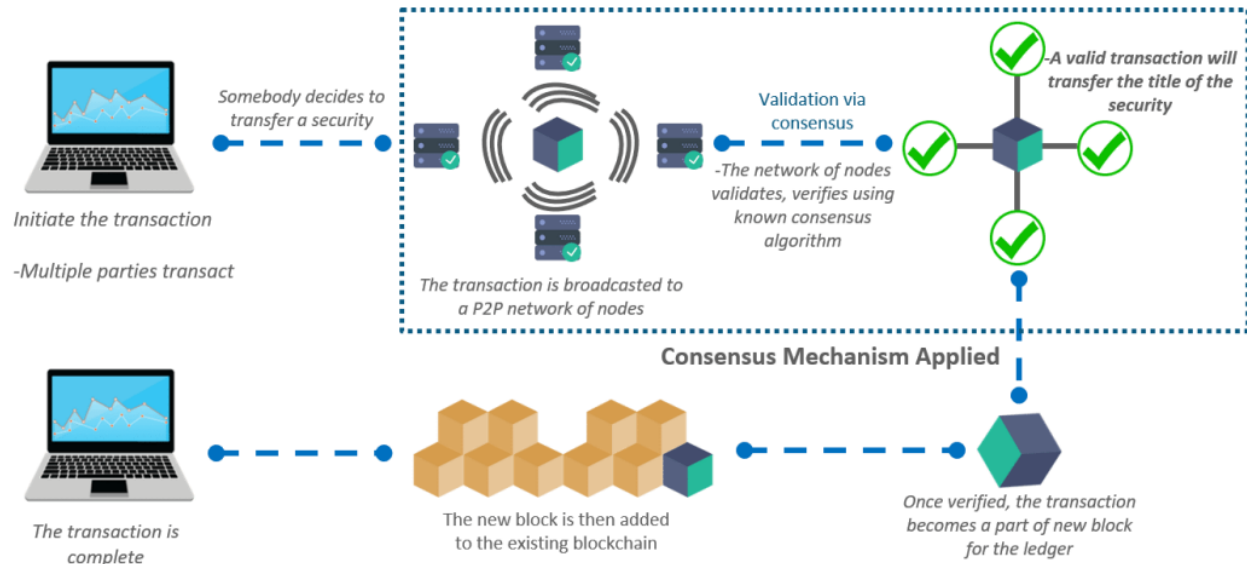 Somebody decides to
transfer a security
Initiate the transaction
-Multiple parties transact
The transaction is broadcasted to
a P2P network of nodes
Validation via
consensus
-The network of nodes
validates, verifies using
known consensus
algorithm
-A valid transaction will
transfer the title of the
security
Consensus Mechanism Applied
Once verified, the transaction
becomes a part of new block
for the ledger
The new block is then added
to the existing blockchain
The transaction is
complete